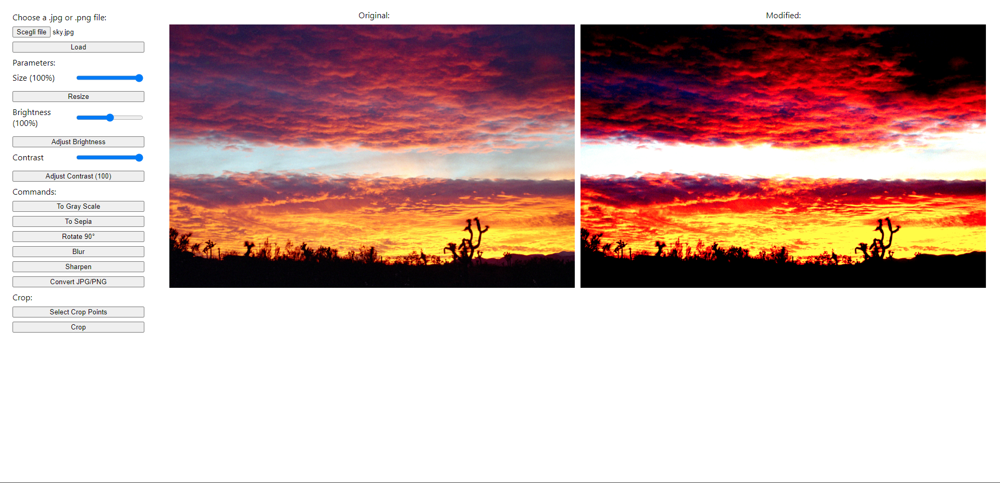 Choose a .jpg or .png file:
Scegli file sky.jpg
Load
Parameters:
Size (100%)
Resize
Brightness
(100%)
Adjust Brightness
Contrast
Adjust Contrast (100)
Commands:
To Gray Scale
To Sepia
Rotate 90°
Blur
Sharpen
Convert JPG/PNG
Crop:
Select Crop Points
Crop
Original:
Modified: